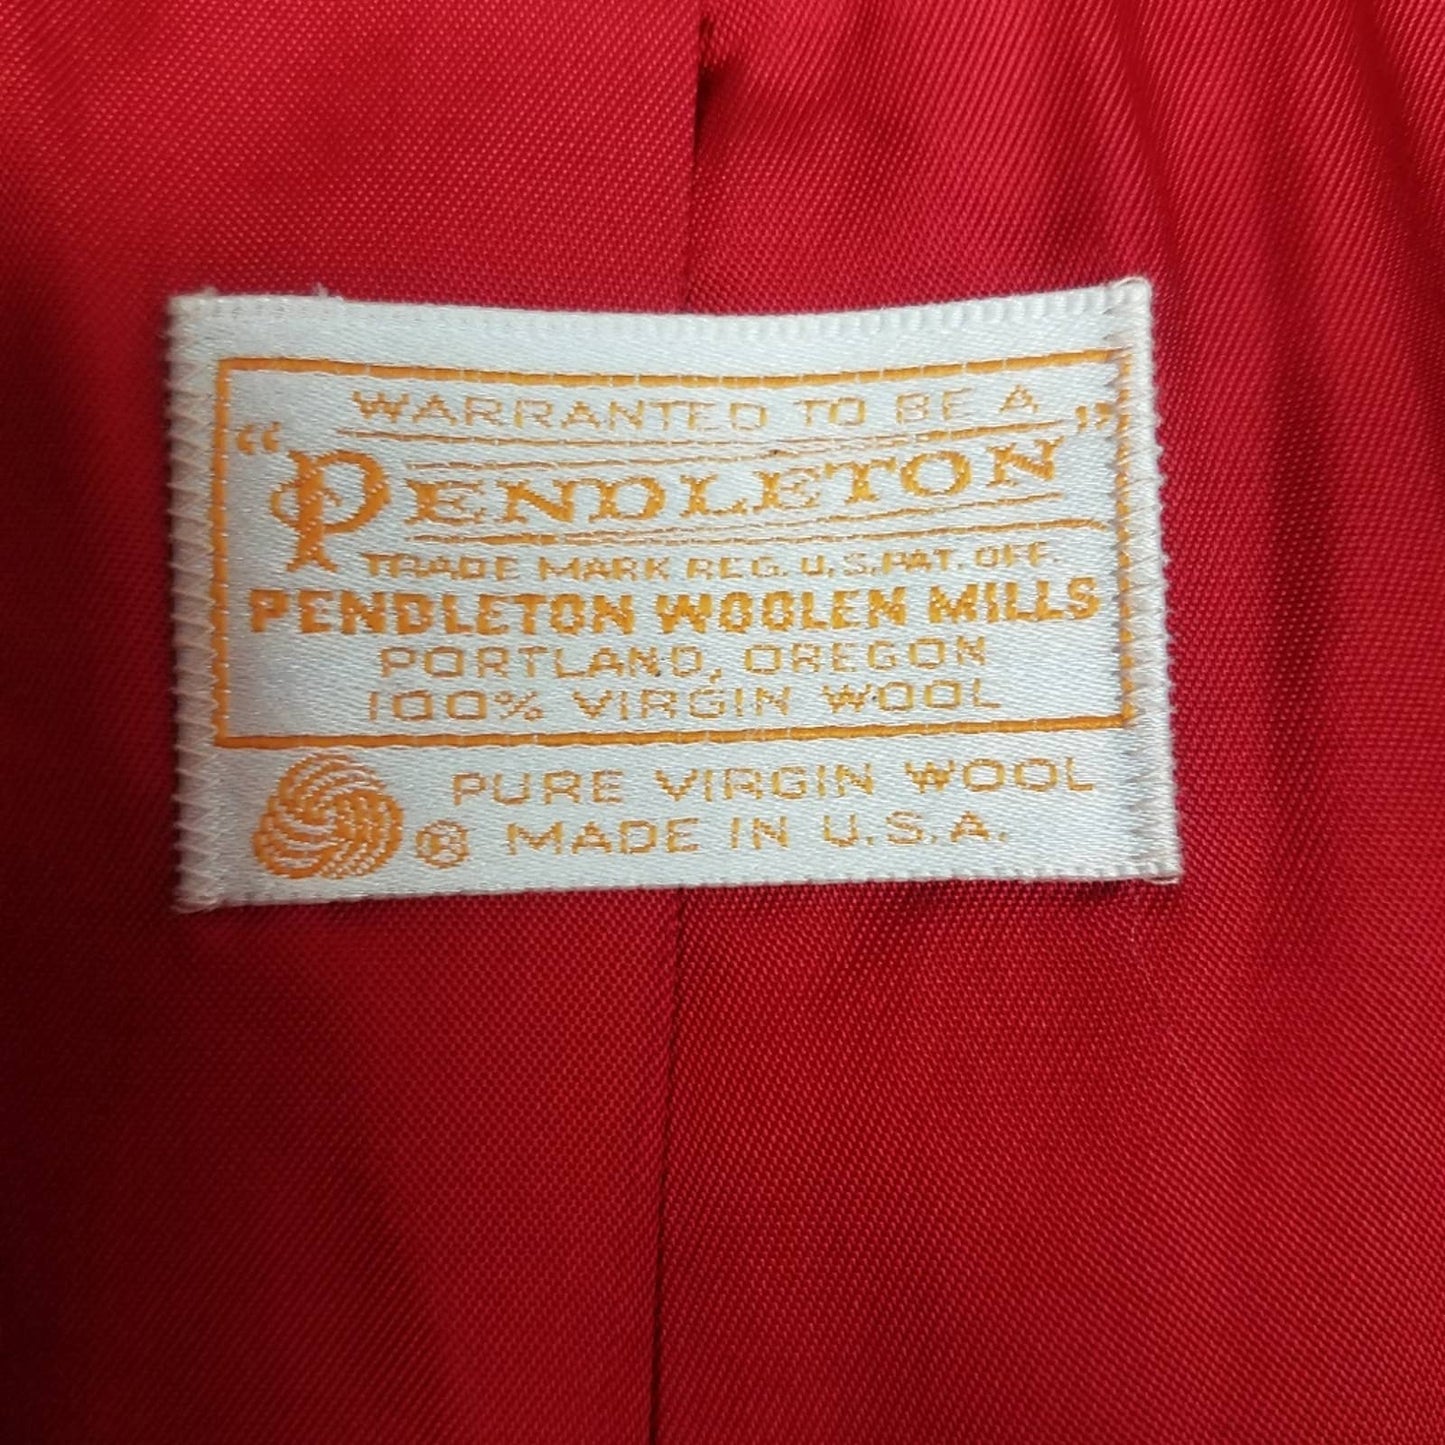 WARRANTED TO BE A
"PENDLETON"
TRADE MARK REG. U.S. PAT. OFF.
PENDLETON WOOLEN MILLS
PORTLAND, OREGON
100% VIRGIN WOOL
PURE VIRGIN WOOL
® MADE IN U.S.A.